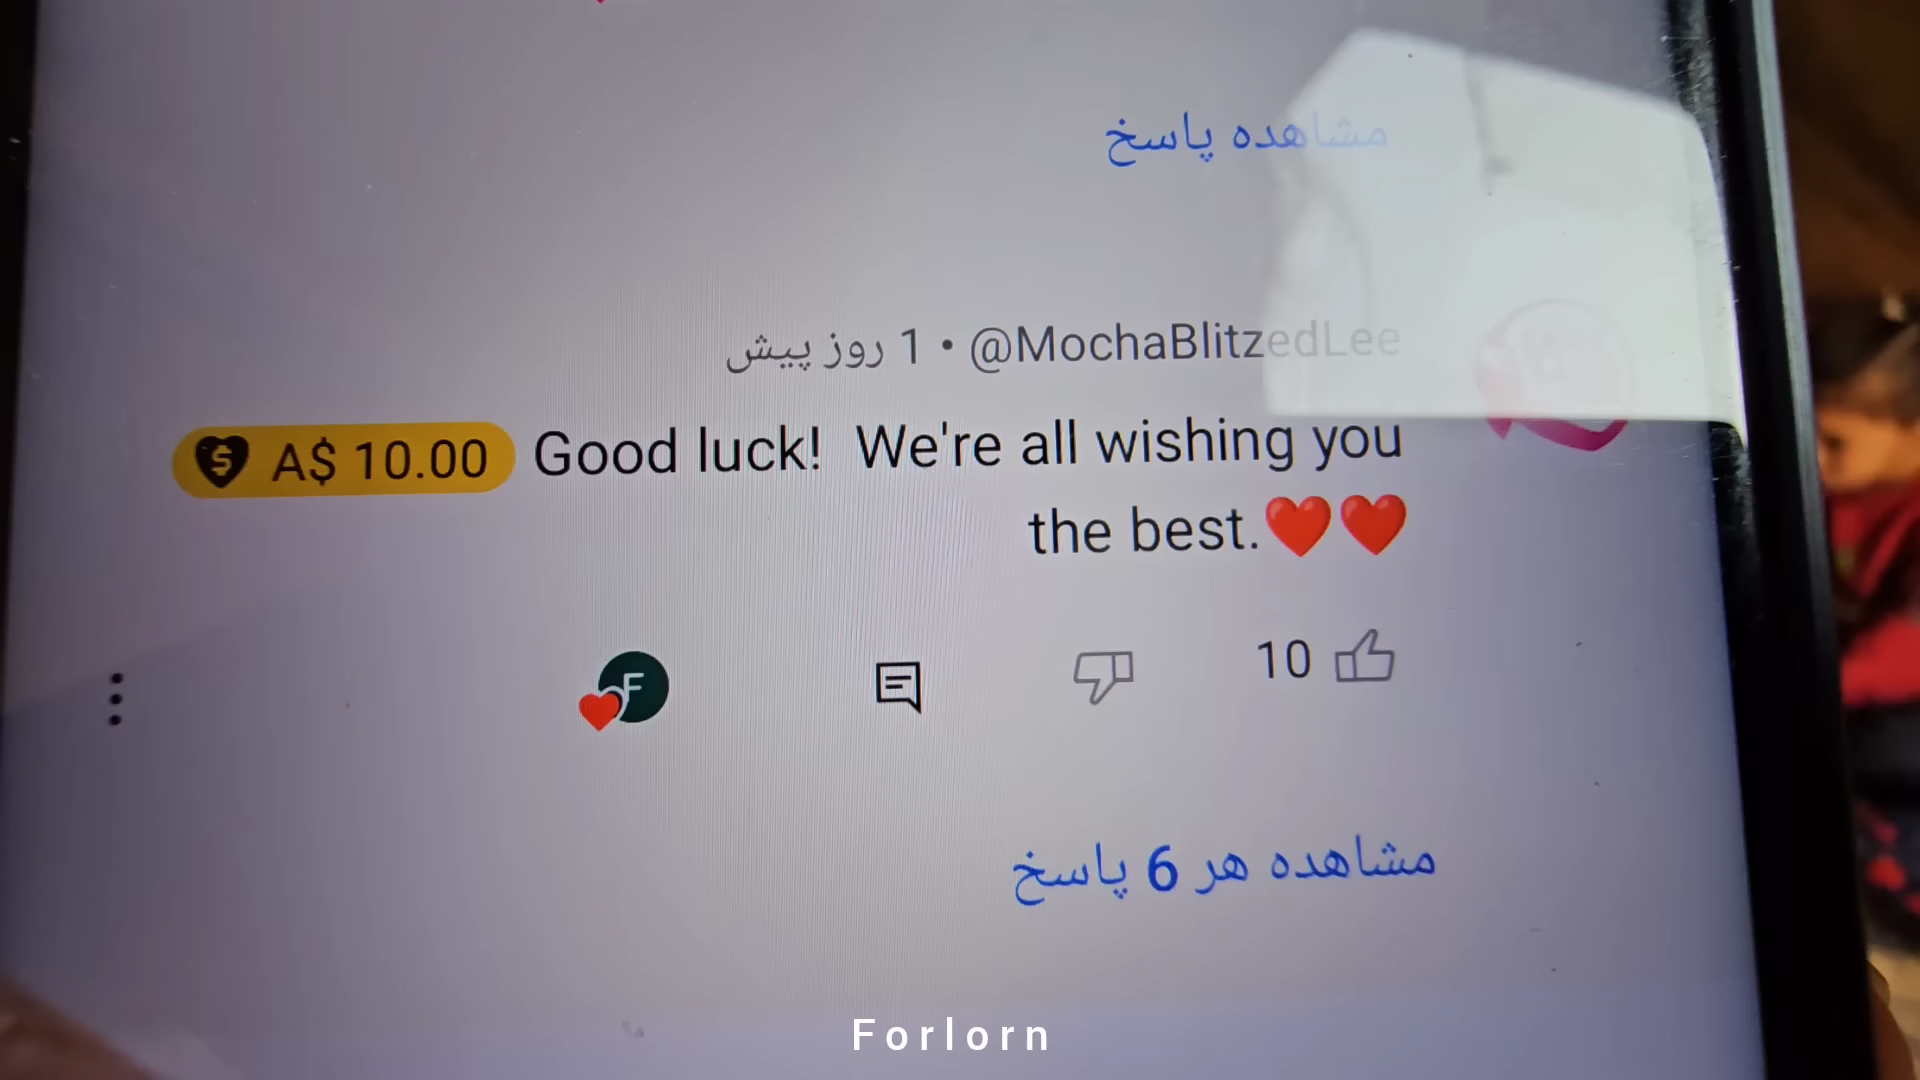 مشاهده پاسخ
@MochaBlitzedLee • 1 روز پیش
A$ 10.00 Good luck!  We're all wishing you
the best.❤️❤️
F
10
مشاهده هر 6 پاسخ
Forlorn